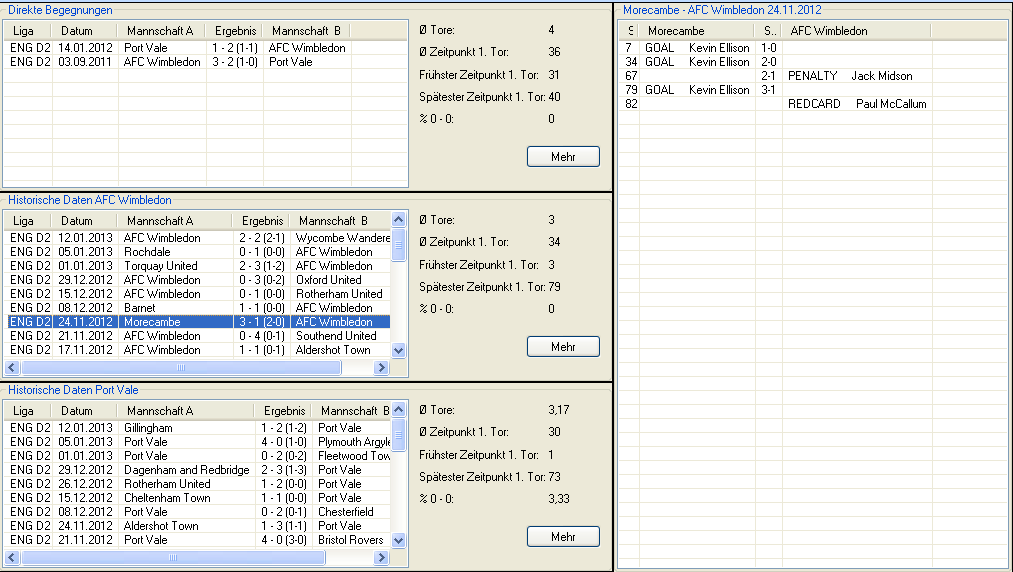 Direkte Begegnungen
Liga Datum Mannschaft A Ergebnis Mannschaft B
ENG D2 14.01.2012 Port Vale 1 - 2 (1-1) AFC Wimbledon
ENG D2 03.09.2011 AFC Wimbledon 3 - 2 (1-0) Port Vale
Ø Tore: 4
Ø Zeitpunkt 1. Tor: 36
Frühster Zeitpunkt 1. Tor: 31
Spätester Zeitpunkt 1. Tor: 40
% 0 - 0: 0
Mehr
Historische Daten AFC Wimbledon
Liga Datum Mannschaft A Ergebnis Mannschaft B
ENG D2 12.01.2013 AFC Wimbledon 2 - 2 (2-1) Wycombe Wandere
ENG D2 05.01.2013 Rochdale 0 - 1 (0-0) AFC Wimbledon
ENG D2 01.01.2013 Torquay United 2 - 3 (1-2) AFC Wimbledon
ENG D2 29.12.2012 AFC Wimbledon 0 - 3 (0-2) Oxford United
ENG D2 15.12.2012 AFC Wimbledon 0 - 1 (0-0) Rotherham United
ENG D2 08.12.2012 Barnet 1 - 1 (0-0) AFC Wimbledon
ENG D2 24.11.2012 Morecambe 3 - 1 (2-0) AFC Wimbledon
ENG D2 21.11.2012 AFC Wimbledon 0 - 4 (0-1) Southend United
ENG D2 17.11.2012 AFC Wimbledon 1 - 1 (0-1) Aldershot Town
Ø Tore: 3
Ø Zeitpunkt 1. Tor: 34
Frühster Zeitpunkt 1. Tor: 3
Spätester Zeitpunkt 1. Tor: 79
% 0 - 0: 0
Mehr
Historische Daten Port Vale
Liga Datum Mannschaft A Ergebnis Mannschaft B
ENG D2 12.01.2013 Gillingham 1 - 2 (1-2) Port Vale
ENG D2 05.01.2013 Port Vale 4 - 0 (1-0) Plymouth Argyle
ENG D2 01.01.2013 Port Vale 0 - 2 (0-2) Fleetwood Tow
ENG D2 29.12.2012 Dagenham and Redbridge 2 - 3 (1-3) Port Vale
ENG D2 26.12.2012 Rotherham United 1 - 2 (0-0) Port Vale
ENG D2 15.12.2012 Cheltenham Town 1 - 1 (0-0) Port Vale
ENG D2 08.12.2012 Port Vale 0 - 2 (0-1) Chesterfield
ENG D2 24.11.2012 Aldershot Town 1 - 3 (1-1) Port Vale
ENG D2 21.11.2012 Port Vale 4 - 0 (3-0) Bristol Rovers
Ø Tore: 3,17
Ø Zeitpunkt 1. Tor: 30
Frühster Zeitpunkt 1. Tor: 1
Spätester Zeitpunkt 1. Tor: 73
% 0 - 0: 3,33
Mehr
Morecambe - AFC Wimbledon 24.11.2012
S Morecambe S.. AFC Wimbledon
7 GOAL Kevin Ellison 1-0
34 GOAL Kevin Ellison 2-0
67 2-1 PENALTY Jack Midson
79 GOAL Kevin Ellison 3-1
82 REDCARD Paul McCallum